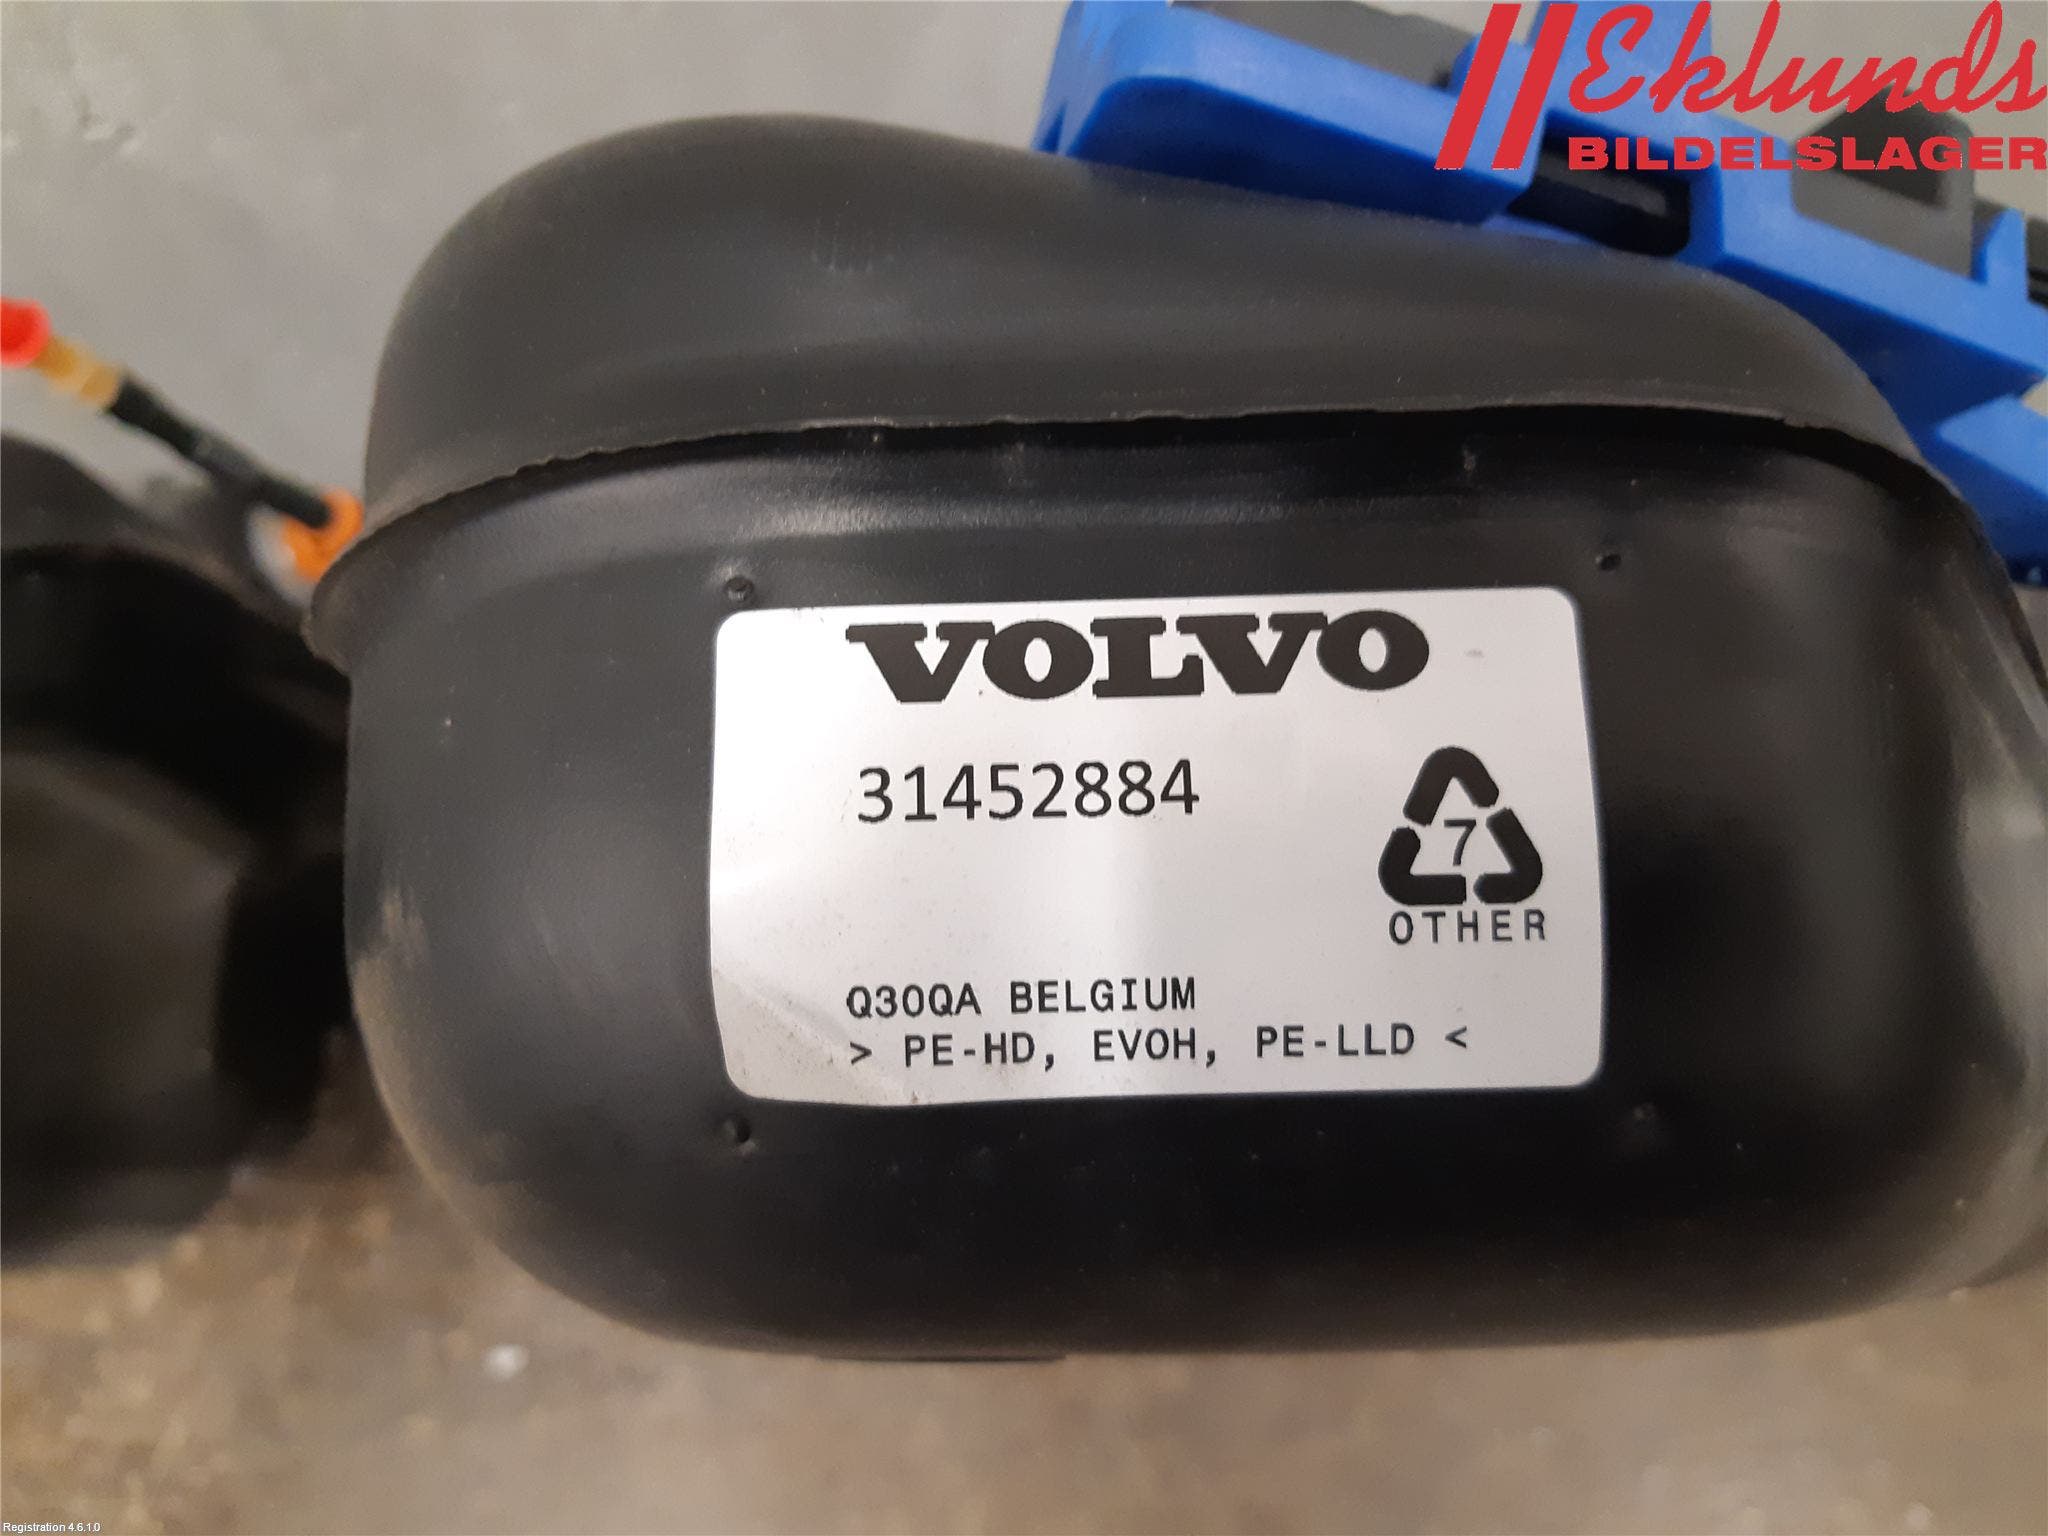 Eklunds
BILDELSLAGER
VOLVO
31452884
7
OTHER
Q30QA BELGIUM
> PE-HD, EVOH, PE-LLD <
Registration 4.6.1.0